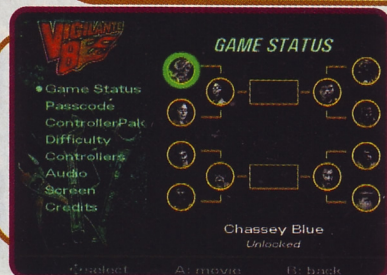 VIGILANTE
8
GAME STATUS
Game Status
Passcode
ControllerPak
Difficulty
Controllers
Audio
Screen
Credits
Chassey Blue
Unlocked
select A: movie B: back